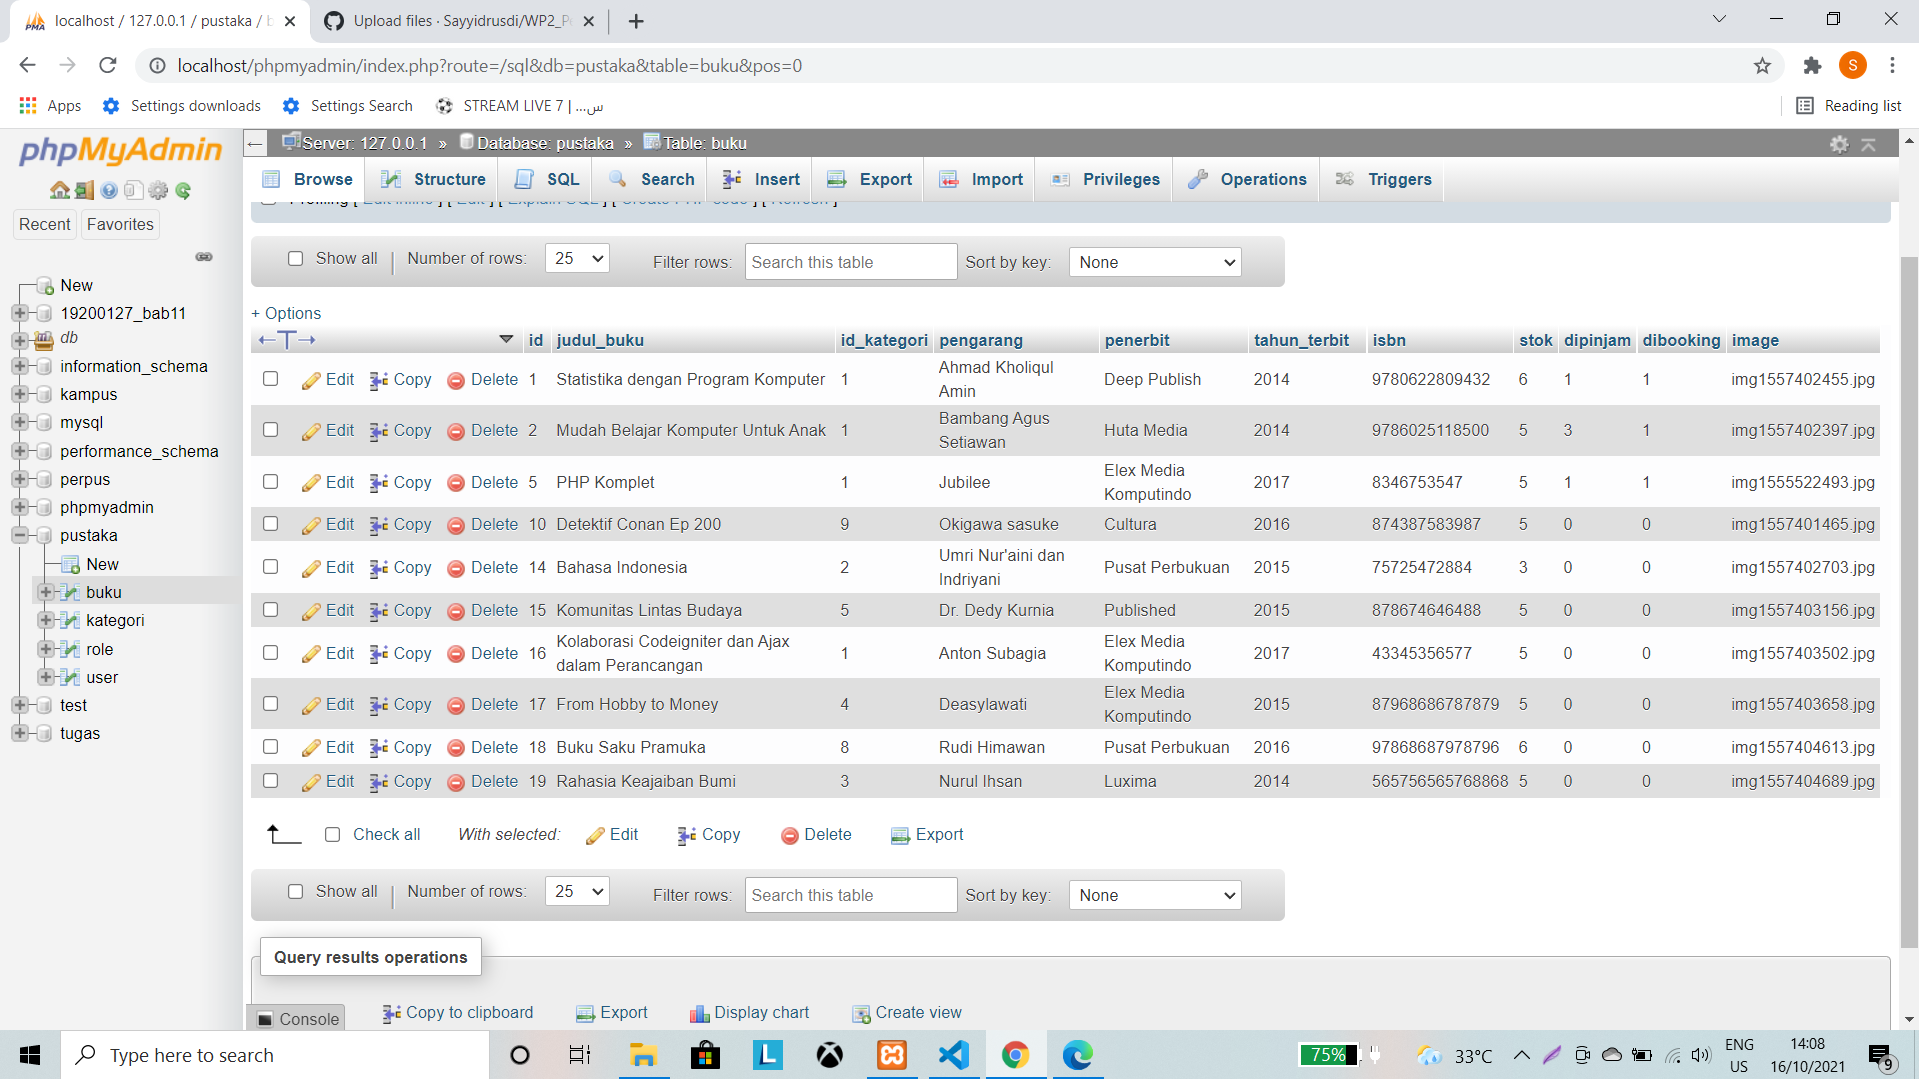 localhost / 127.0.0.1 / pustaka / b
Upload files · Sayyidrusdi/WP2_P
localhost/phpmyadmin/index.php?route=/sql&db=pustaka&table=buku&pos=0
S
Apps
Settings downloads
Settings Search
STREAM LIVE 7 | ...س
Reading list
phpMyAdmin
Recent
Favorites
New
19200127_bab11
db
information_schema
kampus
mysql
performance_schema
perpus
phpmyadmin
pustaka
New
buku
kategori
role
user
test
tugas
Server: 127.0.0.1 » Database: pustaka » Table: buku
Browse Structure SQL Search Insert Export Import Privileges Operations Triggers
Profiling [ Edit inline ] [ Edit ] [ Explain SQL ] [ Create PHP code ] [ Refresh ]
Show all | Number of rows: 25 Filter rows: Search this table Sort by key: None
+ Options
id judul_buku id_kategori pengarang penerbit tahun_terbit isbn stok dipinjam dibooking image
Edit Copy Delete 1 Statistika dengan Program Komputer 1 Ahmad Kholiqul Amin Deep Publish 2014 9780622809432 6 1 1 img1557402455.jpg
Edit Copy Delete 2 Mudah Belajar Komputer Untuk Anak 1 Bambang Agus Setiawan Huta Media 2014 9786025118500 5 3 1 img1557402397.jpg
Edit Copy Delete 5 PHP Komplet 1 Jubilee Elex Media Komputindo 2017 8346753547 5 1 1 img1555522493.jpg
Edit Copy Delete 10 Detektif Conan Ep 200 9 Okigawa sasuke Cultura 2016 874387583987 5 0 0 img1557401465.jpg
Edit Copy Delete 14 Bahasa Indonesia 2 Umri Nur'aini dan Indriyani Pusat Perbukuan 2015 75725472884 3 0 0 img1557402703.jpg
Edit Copy Delete 15 Komunitas Lintas Budaya 5 Dr. Dedy Kurnia Published 2015 878674646488 5 0 0 img1557403156.jpg
Edit Copy Delete 16 Kolaborasi Codeigniter dan Ajax dalam Perancangan 1 Anton Subagia Elex Media Komputindo 2017 43345356577 5 0 0 img1557403502.jpg
Edit Copy Delete 17 From Hobby to Money 4 Deasylawati Elex Media Komputindo 2015 87968686787879 5 0 0 img1557403658.jpg
Edit Copy Delete 18 Buku Saku Pramuka 8 Rudi Himawan Pusat Perbukuan 2016 97868687978796 6 0 0 img1557404613.jpg
Edit Copy Delete 19 Rahasia Keajaiban Bumi 3 Nurul Ihsan Luxima 2014 565756565768868 5 0 0 img1557404689.jpg
Check all With selected: Edit Copy Delete Export
Show all | Number of rows: 25 Filter rows: Search this table Sort by key: None
Query results operations
Copy to clipboard Export Display chart Create view
Console
Type here to search
L
75%
33°C
ENG
US
14:08
16/10/2021
9